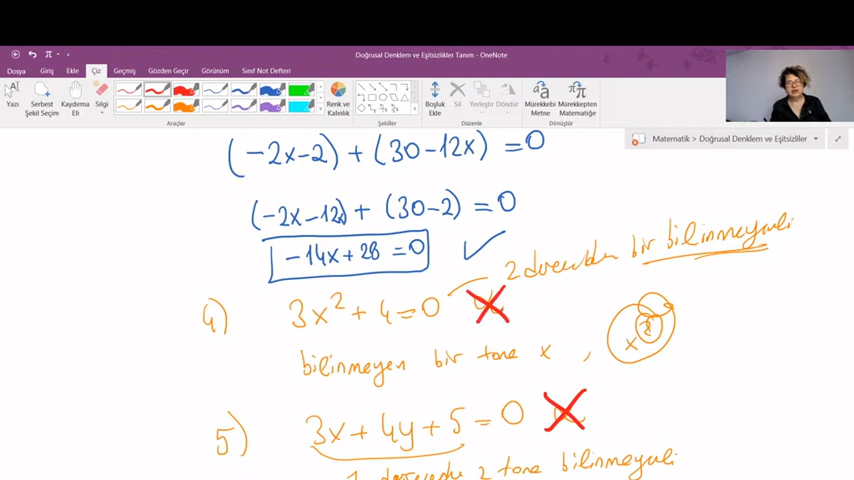 Doğrusal Denklem ve Eşitsizlikler Tanım - OneNote
Dosya Giriş Ekle Çiz Geçmiş Gözden Geçir Görünüm Sınıf Not Defteri
Yazı
Serbest Şekil Seçim
Kaydırma Eli
Silgi
Renk ve Kalınlık
Boşluk Ekle
Sil
Yerleştir
Döndür
Mürekkebi Metne
Mürekkepten Matematiğe
Araçlar Şekiller Düzenle Dönüştür
Matematik > Doğrusal Denklem ve Eşitsizlikler
(-2x-2) + (30-12x) = 0
(-2x-12x) + (30-2) = 0
-14x+28 = 0 ✓
2 dereceden bir bilinmeyenli
4) 3x² + 4 = 0
bilinmeyen bir tane x ,
x
5) 3x + 4y + 5 = 0
1 dereceden 2 tane bilinmeyenli